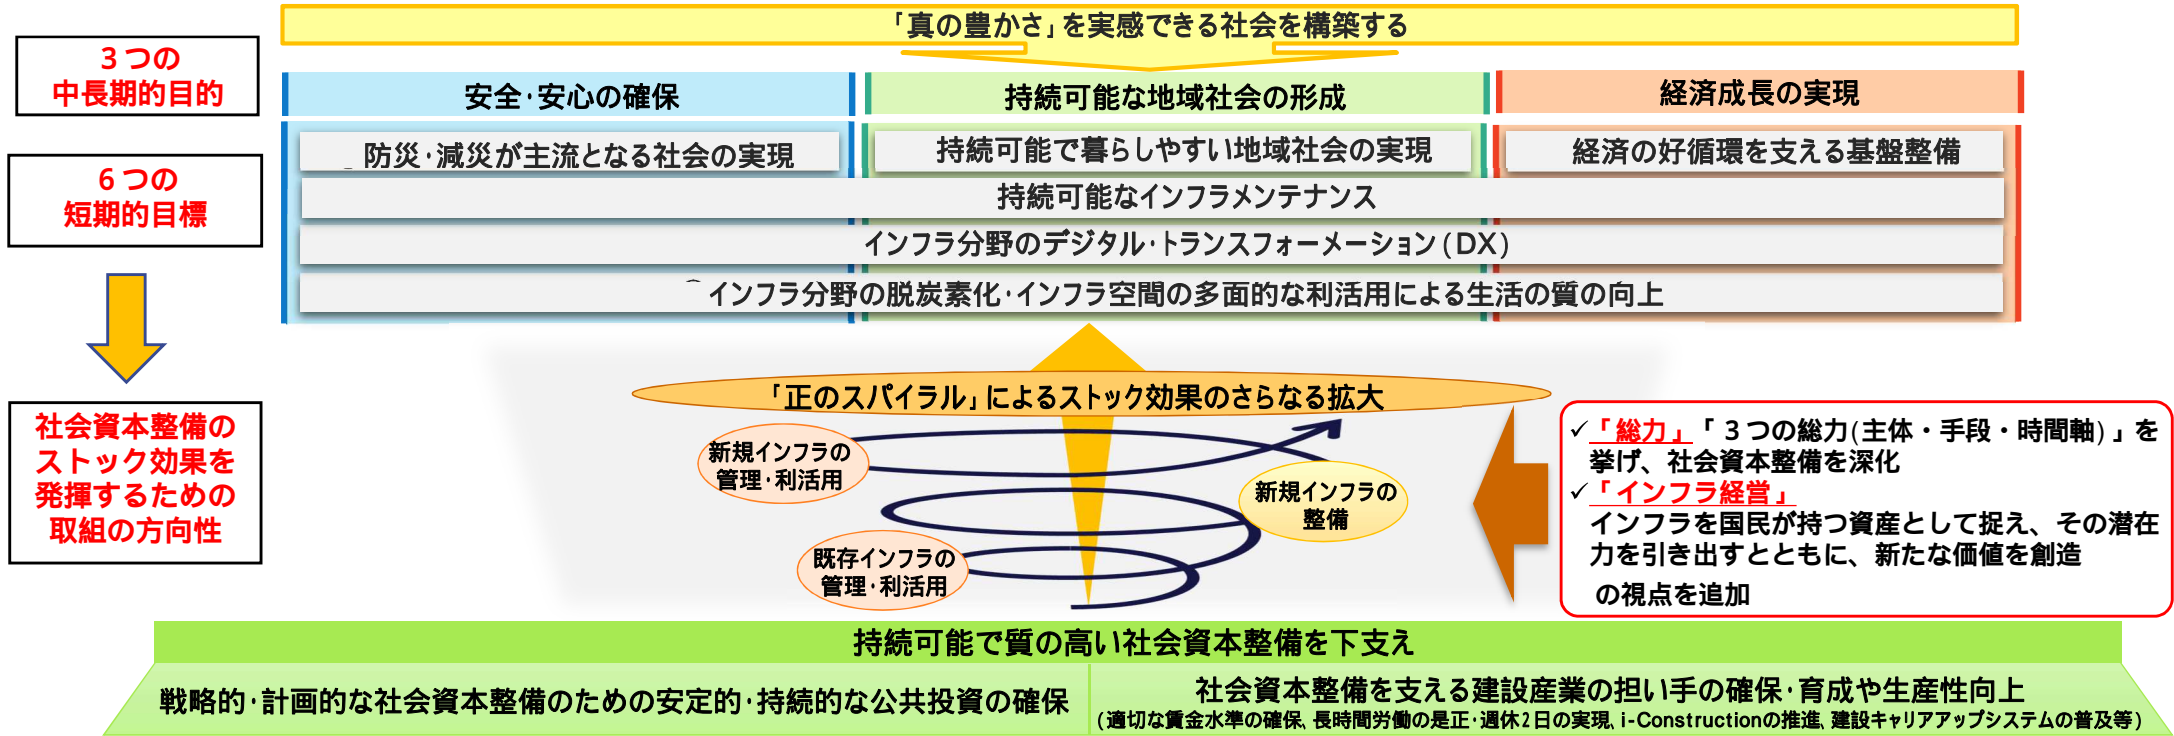 「真の豊かさ」を実感できる社会を構築する
3つの
中長期的目的
安全・安心の確保
持続可能な地域社会の形成
経済成長の実現
6つの
短期的目標
防災・減災が主流となる社会の実現
持続可能で暮らしやすい地域社会の実現
経済の好循環を支える基盤整備
持続可能なインフラメンテナンス
インフラ分野のデジタル・トランスフォーメーション(DX)
インフラ分野の脱炭素化・インフラ空間の多面的な利活用による生活の質の向上
社会資本整備の
ストック効果を
発揮するための
取組の方向性
「正のスパイラル」によるストック効果のさらなる拡大
新規インフラの
管理・利活用
新規インフラの
整備
既存インフラの
管理・利活用
✓「総力」「3つの総力(主体・手段・時間軸)」を
挙げ、社会資本整備を深化
✓「インフラ経営」
インフラを国民が持つ資産として捉え、その潜在
力を引き出すとともに、新たな価値を創造
の視点を追加
持続可能で質の高い社会資本整備を下支え
戦略的・計画的な社会資本整備のための安定的・持続的な公共投資の確保
社会資本整備を支える建設産業の担い手の確保・育成や生産性向上
(適切な賃金水準の確保、長時間労働の是正・週休2日の実現、i-Constructionの推進、建設キャリアアップシステムの普及等)